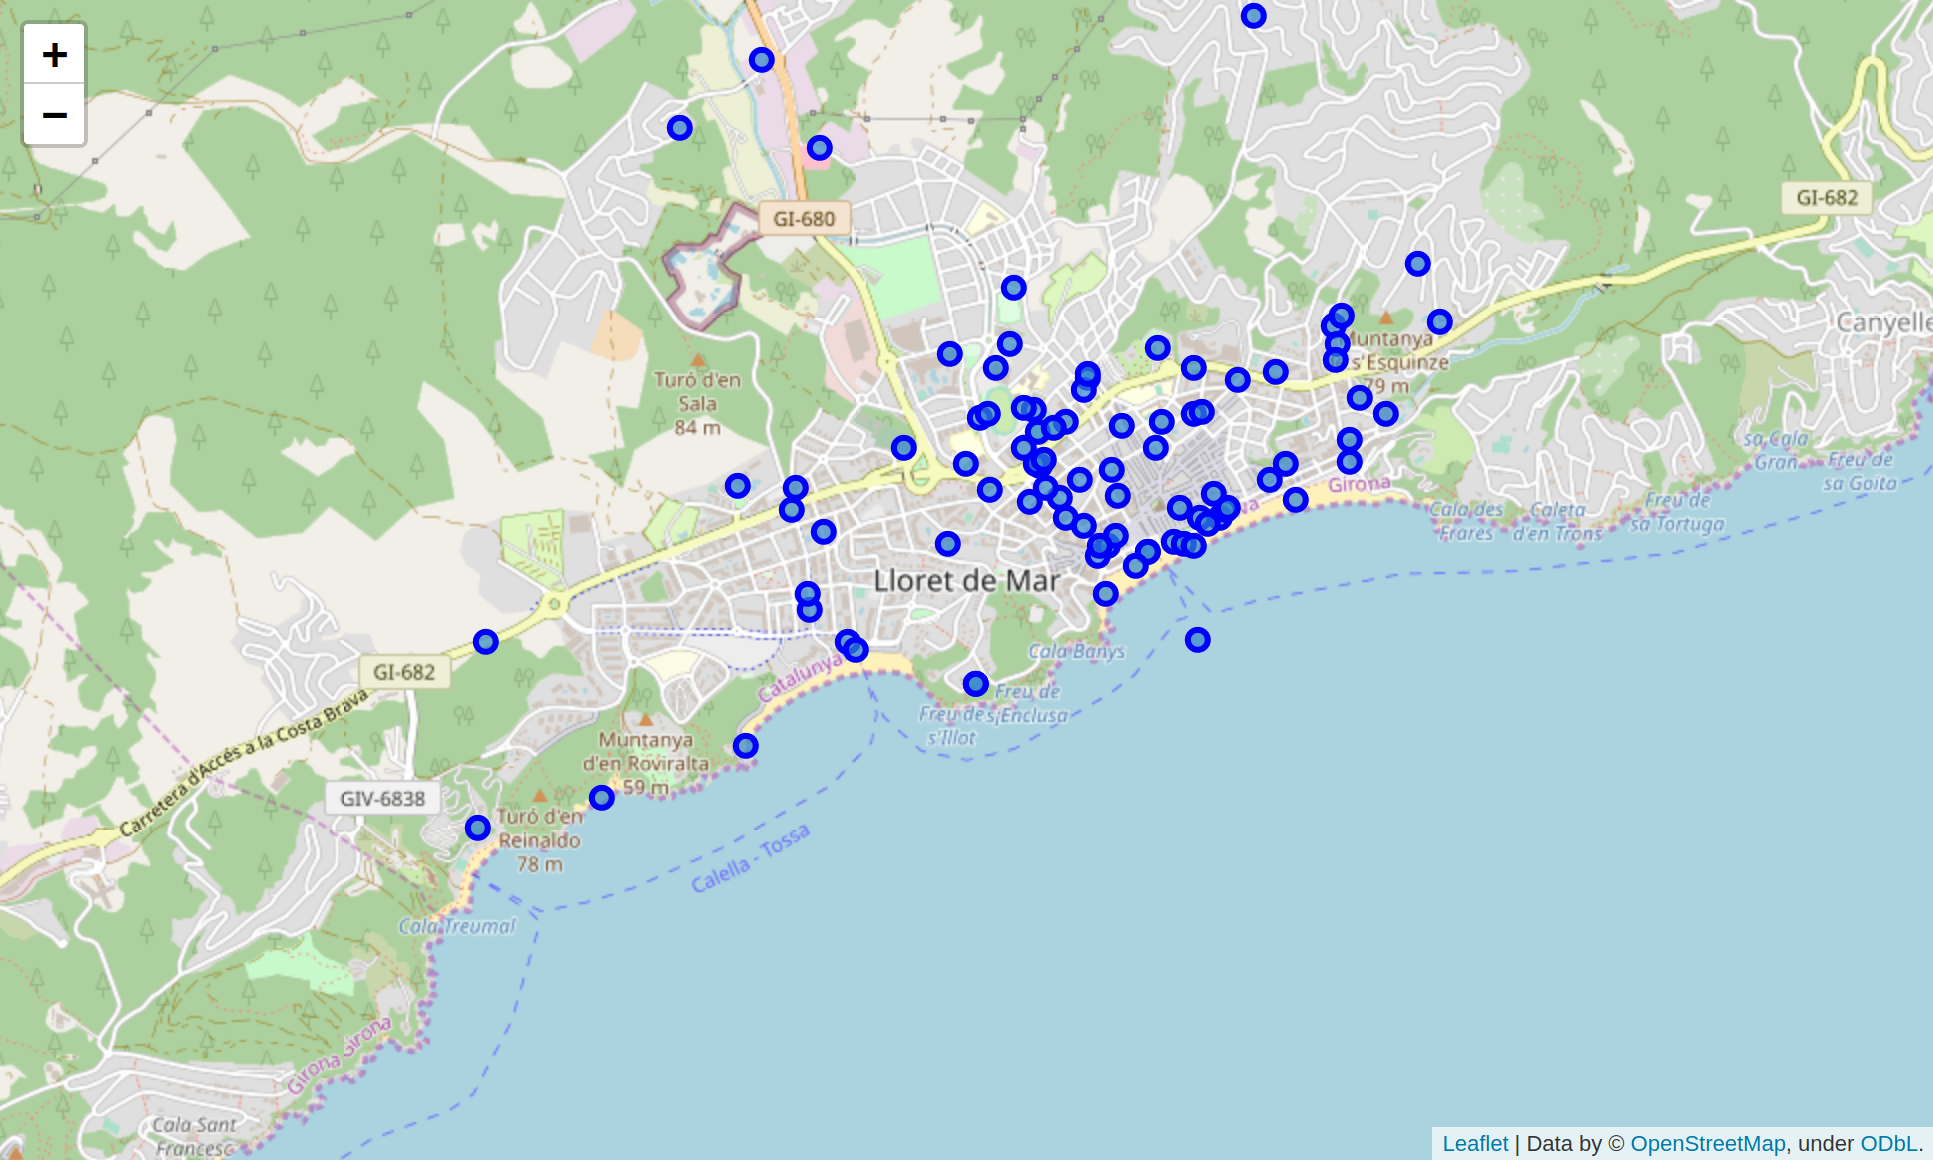 +
−
GI-680
GI-682
Canyelle
Muntanya
s'Esquinze
79 m
Turó d'en
Sala
84 m
sa Cala
Gran
Freu de
sa Goita
Girona
Freu de
sa Tortuga
Cala des
Frares
Caleta
d'en Trons
Lloret de Mar
Cala Banys
GI-682
Catalunya
Freu de
s'Enclusa
Freu de
s'Illot
Carretera d'Accés a la Costa Brava
Muntanya
d'en Roviralta
59 m
GIV-6838
Turó d'en
Reinaldo
78 m
Calella - Tossa
Cala Treumal
Girona
Girona
Cala Sant
Francesc
Leaflet | Data by © OpenStreetMap, under ODbL.